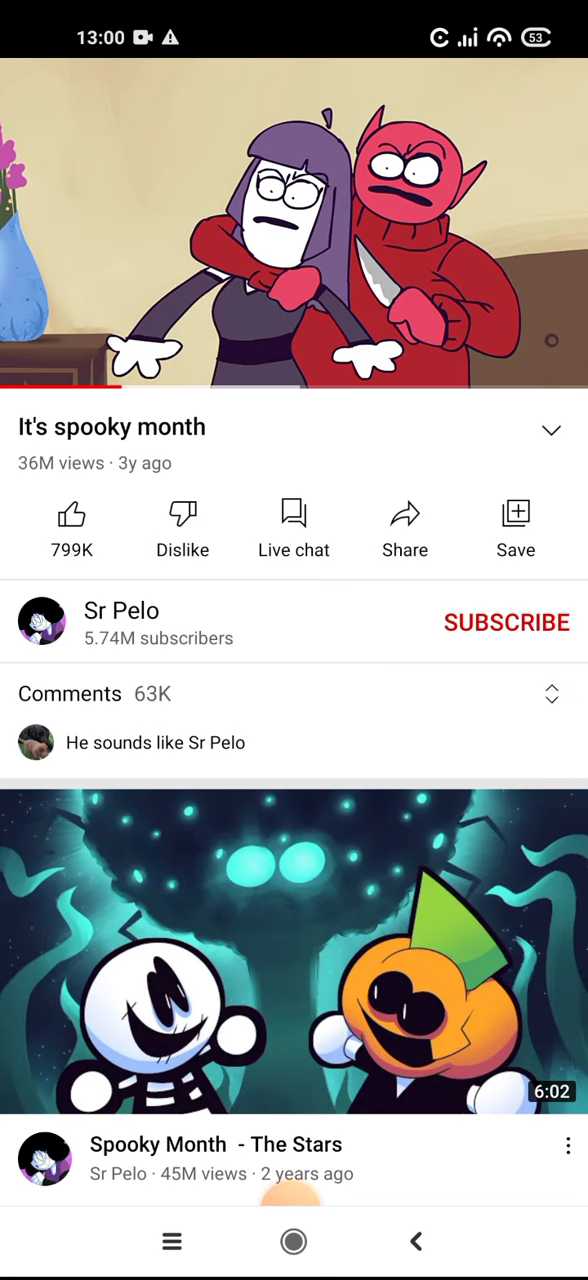 13:00
53
It's spooky month
36M views · 3y ago
799K
Dislike
Live chat
Share
Save
Sr Pelo
5.74M subscribers
SUBSCRIBE
Comments 63K
He sounds like Sr Pelo
6:02
Spooky Month - The Stars
Sr Pelo · 45M views · 2 years ago